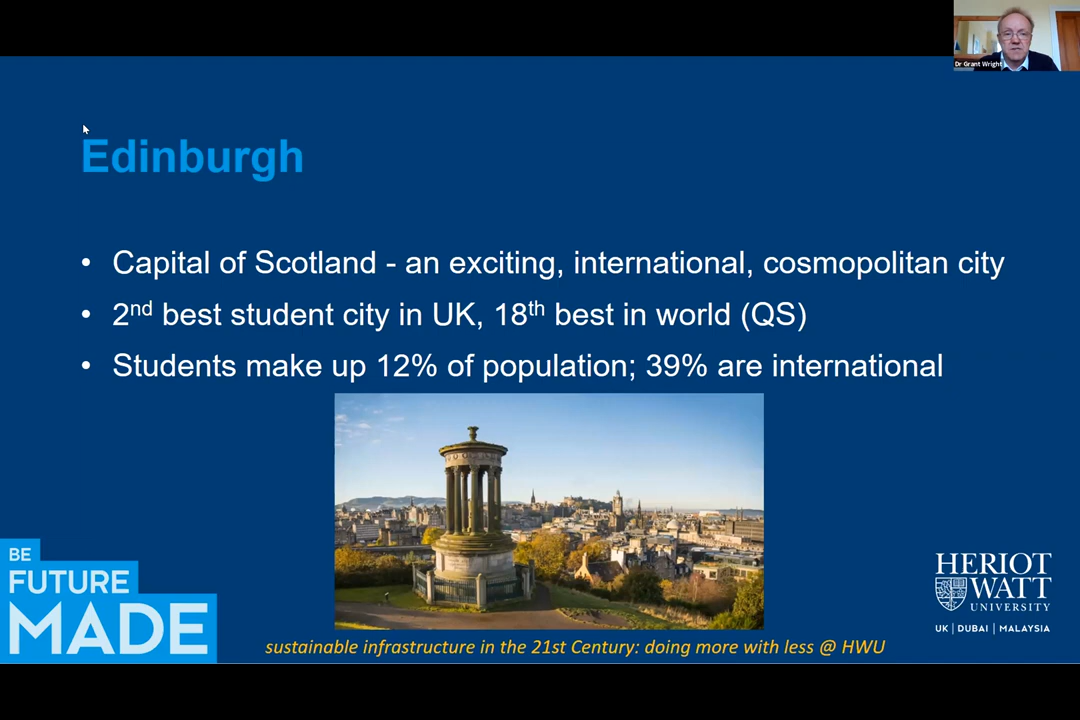 Dr Grant Wright
Edinburgh
• Capital of Scotland - an exciting, international, cosmopolitan city
• 2nd best student city in UK, 18th best in world (QS)
• Students make up 12% of population; 39% are international
BE
FUTURE
MADE
HERIOT
WATT
UNIVERSITY
UK | DUBAI | MALAYSIA
sustainable infrastructure in the 21st Century: doing more with less @ HWU